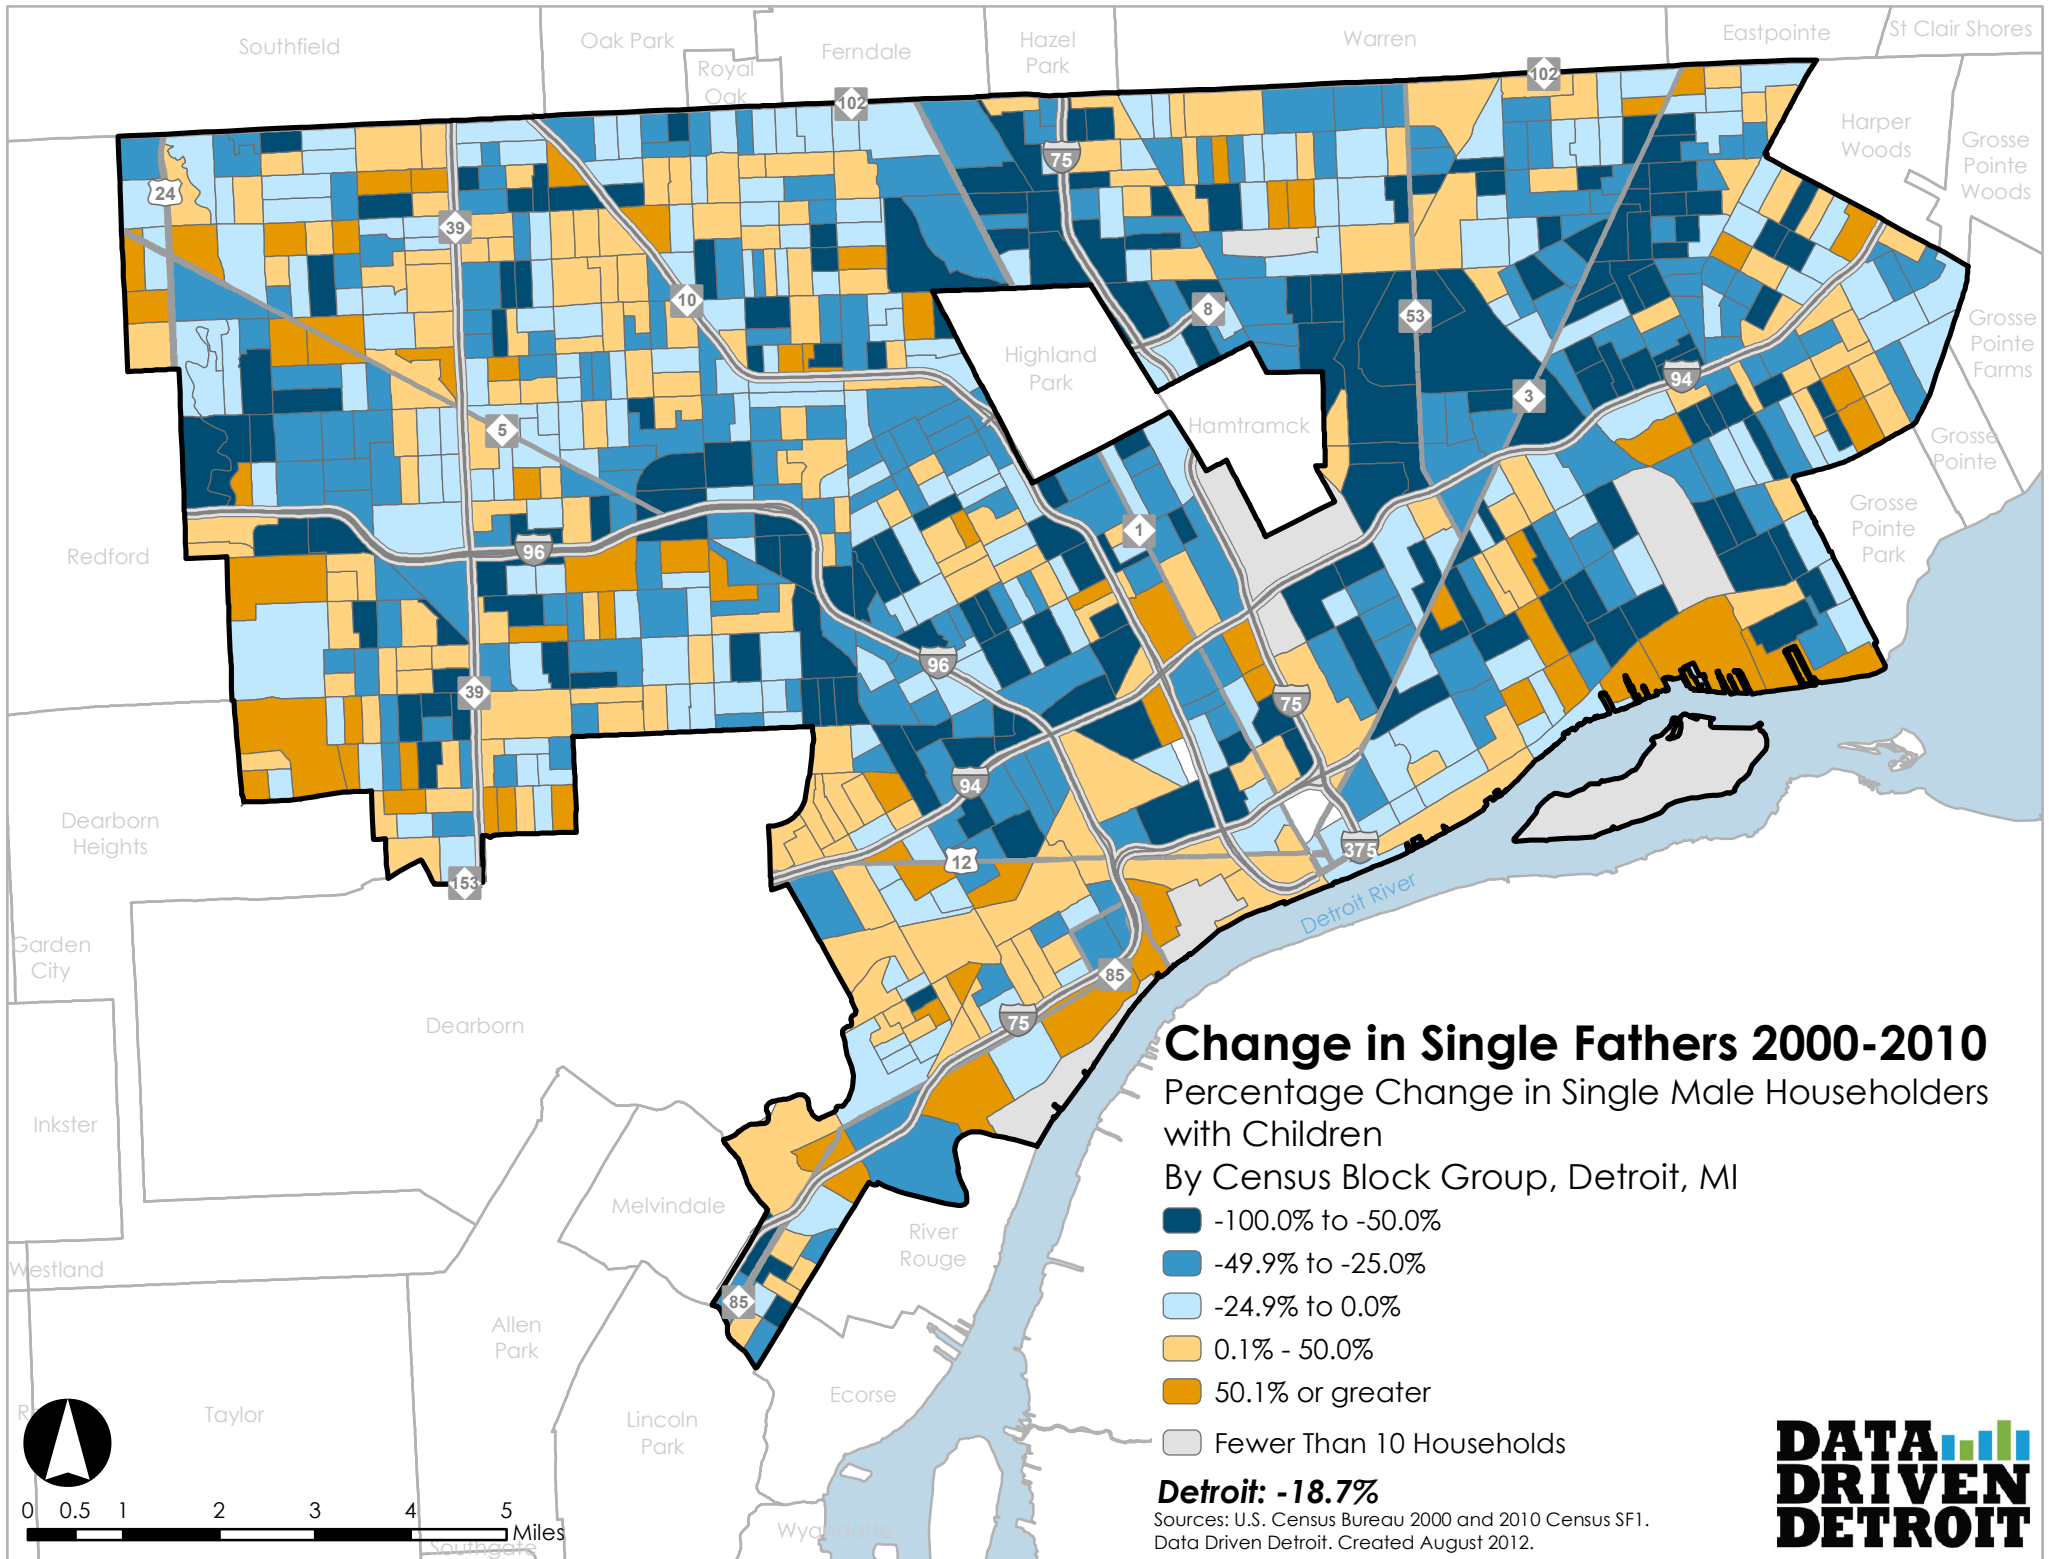 Southfield
Oak Park
Royal
Oak
Ferndale
Hazel
Park
Warren
Eastpointe
St Clair Shores
Harper
Woods
Grosse
Pointe
Woods
Grosse
Pointe
Farms
Grosse
Pointe
Grosse
Pointe
Park
102
102
75
24
39
10
8
53
3
94
5
1
96
96
39
75
94
12
375
153
85
75
85
Highland
Park
Hamtramck
Redford
Dearborn
Heights
Garden
City
Dearborn
Inkster
Westland
Melvindale
River
Rouge
Allen
Park
Taylor
Lincoln
Park
Ecorse
Wyandotte
Southgate
Detroit River
Change in Single Fathers 2000-2010
Percentage Change in Single Male Householders
with Children
By Census Block Group, Detroit, MI
-100.0% to -50.0%
-49.9% to -25.0%
-24.9% to 0.0%
0.1% - 50.0%
50.1% or greater
Fewer Than 10 Households
Detroit: -18.7%
Sources: U.S. Census Bureau 2000 and 2010 Census SF1.
Data Driven Detroit. Created August 2012.
0 0.5 1 2 3 4 5
Miles
DATA
DRIVEN
DETROIT